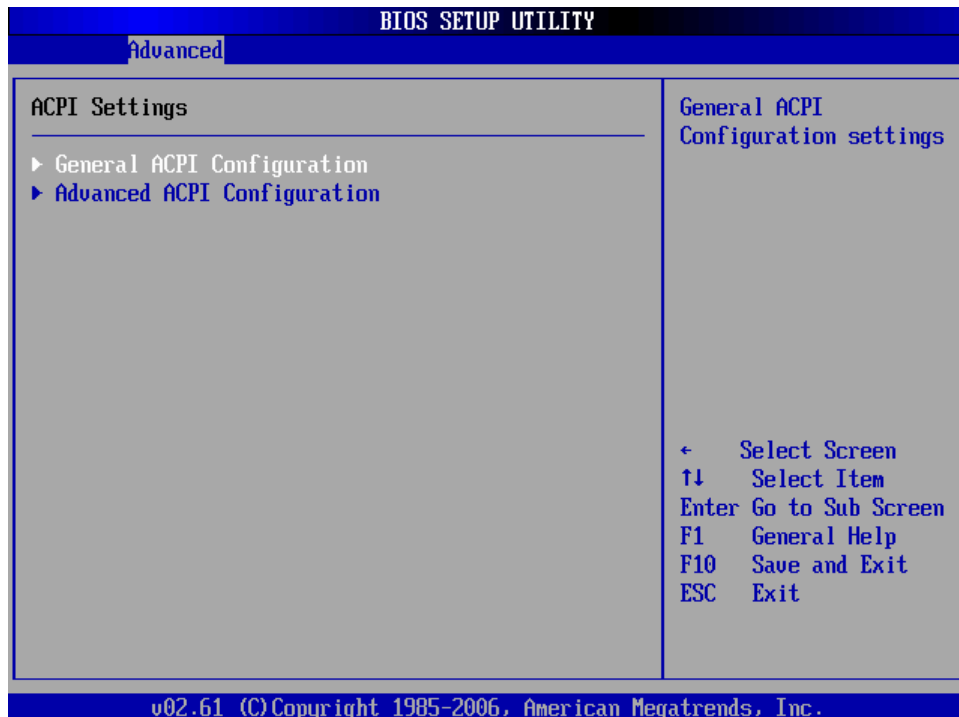 BIOS SETUP UTILITY
Advanced
ACPI Settings
▶ General ACPI Configuration
▶ Advanced ACPI Configuration
General ACPI
Configuration settings
← Select Screen
↑↓ Select Item
Enter Go to Sub Screen
F1 General Help
F10 Save and Exit
ESC Exit
v02.61 (C)Copyright 1985-2006, American Megatrends, Inc.